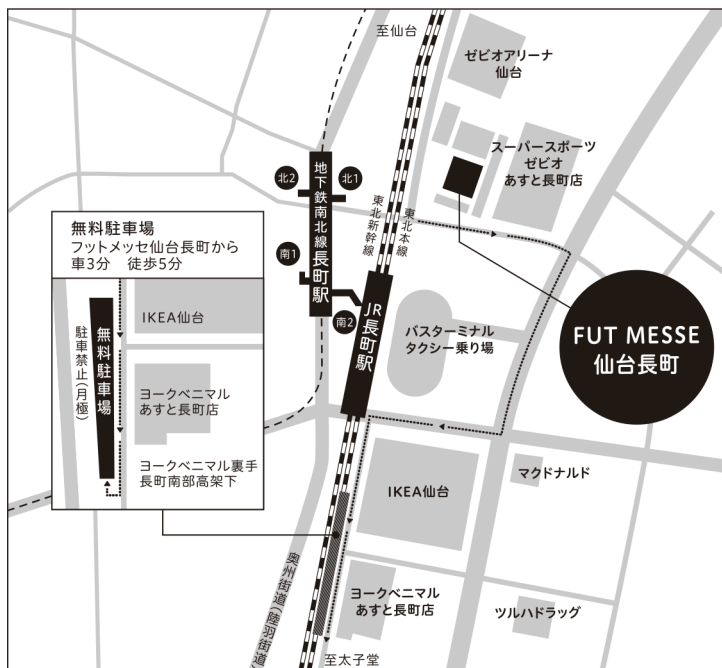 至仙台
ゼビオアリーナ
仙台
スーパースポーツ
ゼビオ
あすと長町店
北2
北1
地下鉄南北線長町駅
南1
南2
東北新幹線
東北本線
JR長町駅
バスターミナル
タクシー乗り場
FUT MESSE
仙台長町
無料駐車場
フットメッセ仙台長町から
車3分 徒歩5分
IKEA仙台
駐車禁止(月極)
無料駐車場
ヨークベニマル
あすと長町店
ヨークベニマル裏手
長町南部高架下
IKEA仙台
マクドナルド
ヨークベニマル
あすと長町店
ツルハドラッグ
奥州街道(陸羽街道)
至太子堂